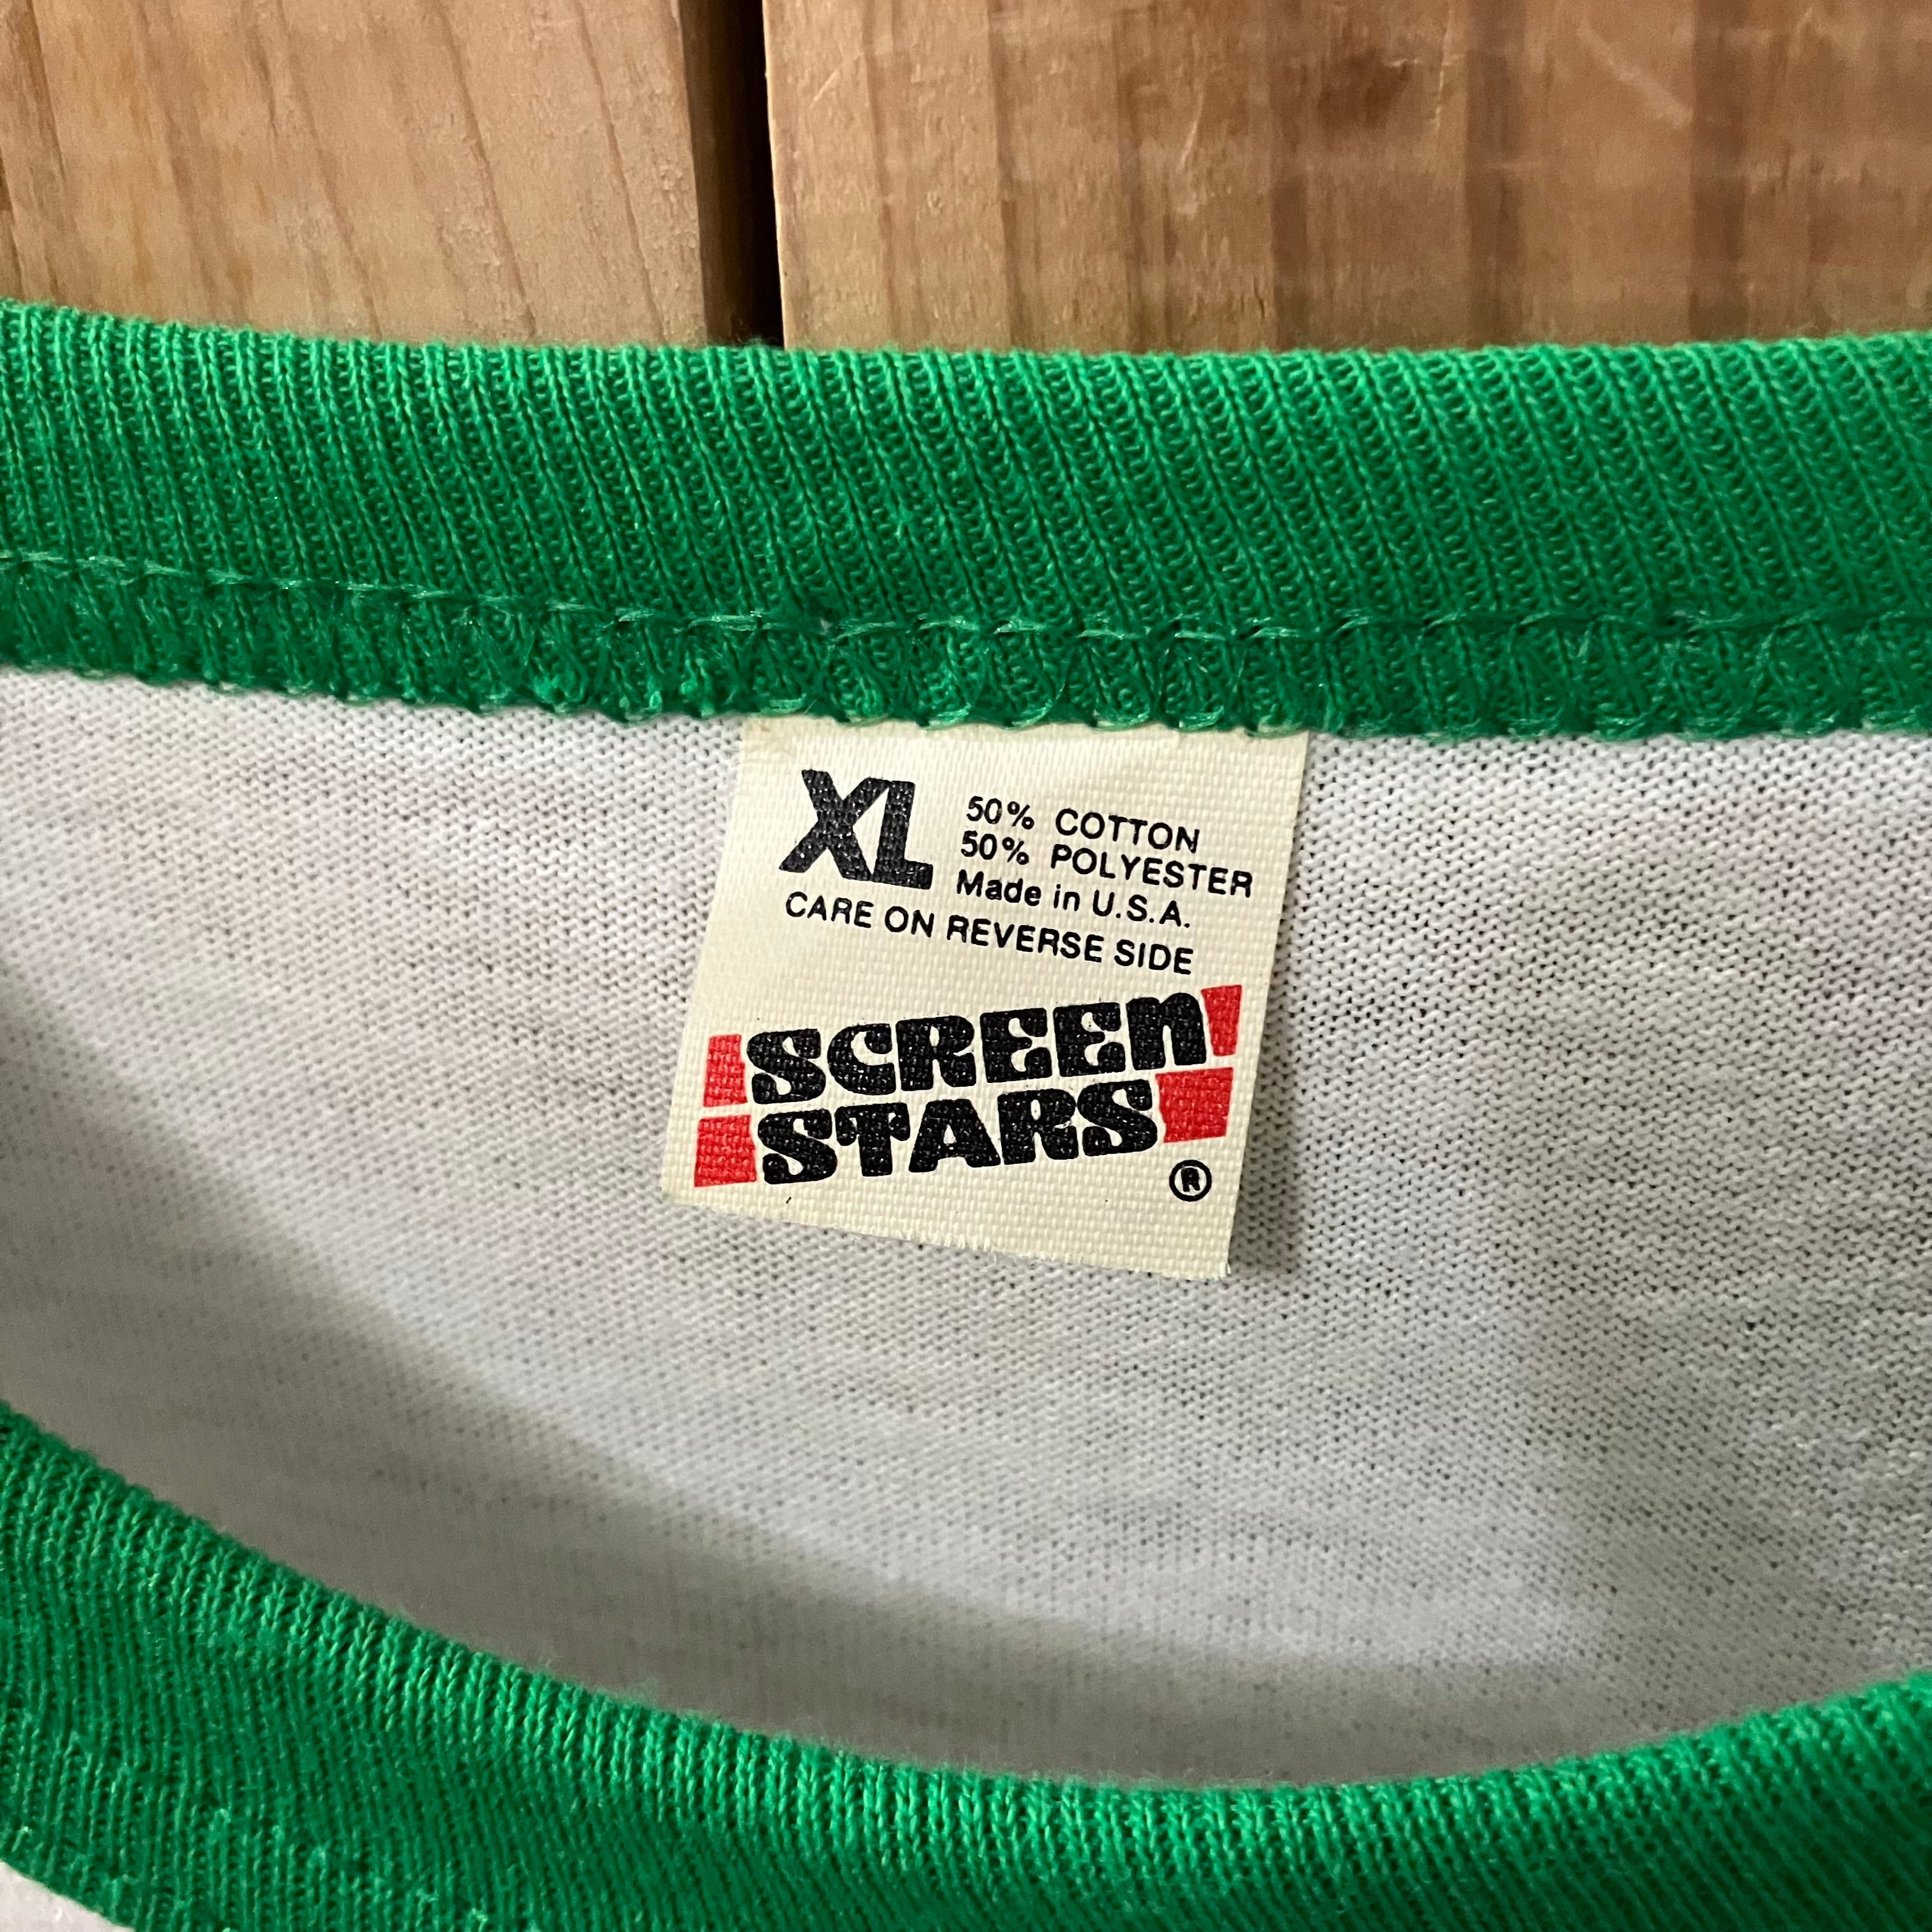 XL
50% COTTON
50% POLYESTER
Made in U.S.A.
CARE ON REVERSE SIDE
SCREEN
STARS
®